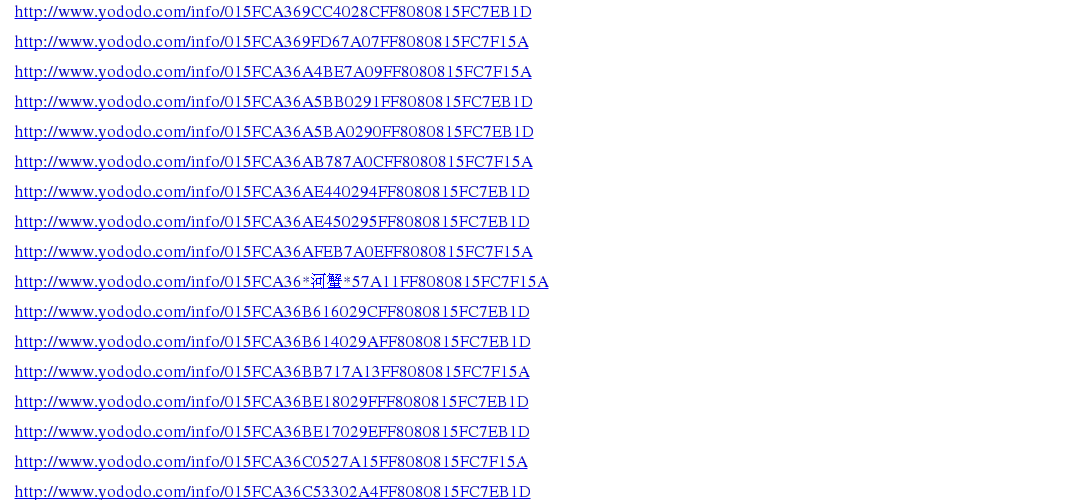 http://www.yododo.com/info/015FCA369CC4028CFF8080815FC7EB1D
http://www.yododo.com/info/015FCA369FD67A07FF8080815FC7F15A
http://www.yododo.com/info/015FCA36A4BE7A09FF8080815FC7F15A
http://www.yododo.com/info/015FCA36A5BB0291FF8080815FC7EB1D
http://www.yododo.com/info/015FCA36A5BA0290FF8080815FC7EB1D
http://www.yododo.com/info/015FCA36AB787A0CFF8080815FC7F15A
http://www.yododo.com/info/015FCA36AE440294FF8080815FC7EB1D
http://www.yododo.com/info/015FCA36AE450295FF8080815FC7EB1D
http://www.yododo.com/info/015FCA36AFEB7A0EFF8080815FC7F15A
http://www.yododo.com/info/015FCA36*河蟹*57A11FF8080815FC7F15A
http://www.yododo.com/info/015FCA36B616029CFF8080815FC7EB1D
http://www.yododo.com/info/015FCA36B614029AFF8080815FC7EB1D
http://www.yododo.com/info/015FCA36BB717A13FF8080815FC7F15A
http://www.yododo.com/info/015FCA36BE18029FFF8080815FC7EB1D
http://www.yododo.com/info/015FCA36BE17029EFF8080815FC7EB1D
http://www.yododo.com/info/015FCA36C0527A15FF8080815FC7F15A
http://www.yododo.com/info/015FCA36C53302A4FF8080815FC7EB1D